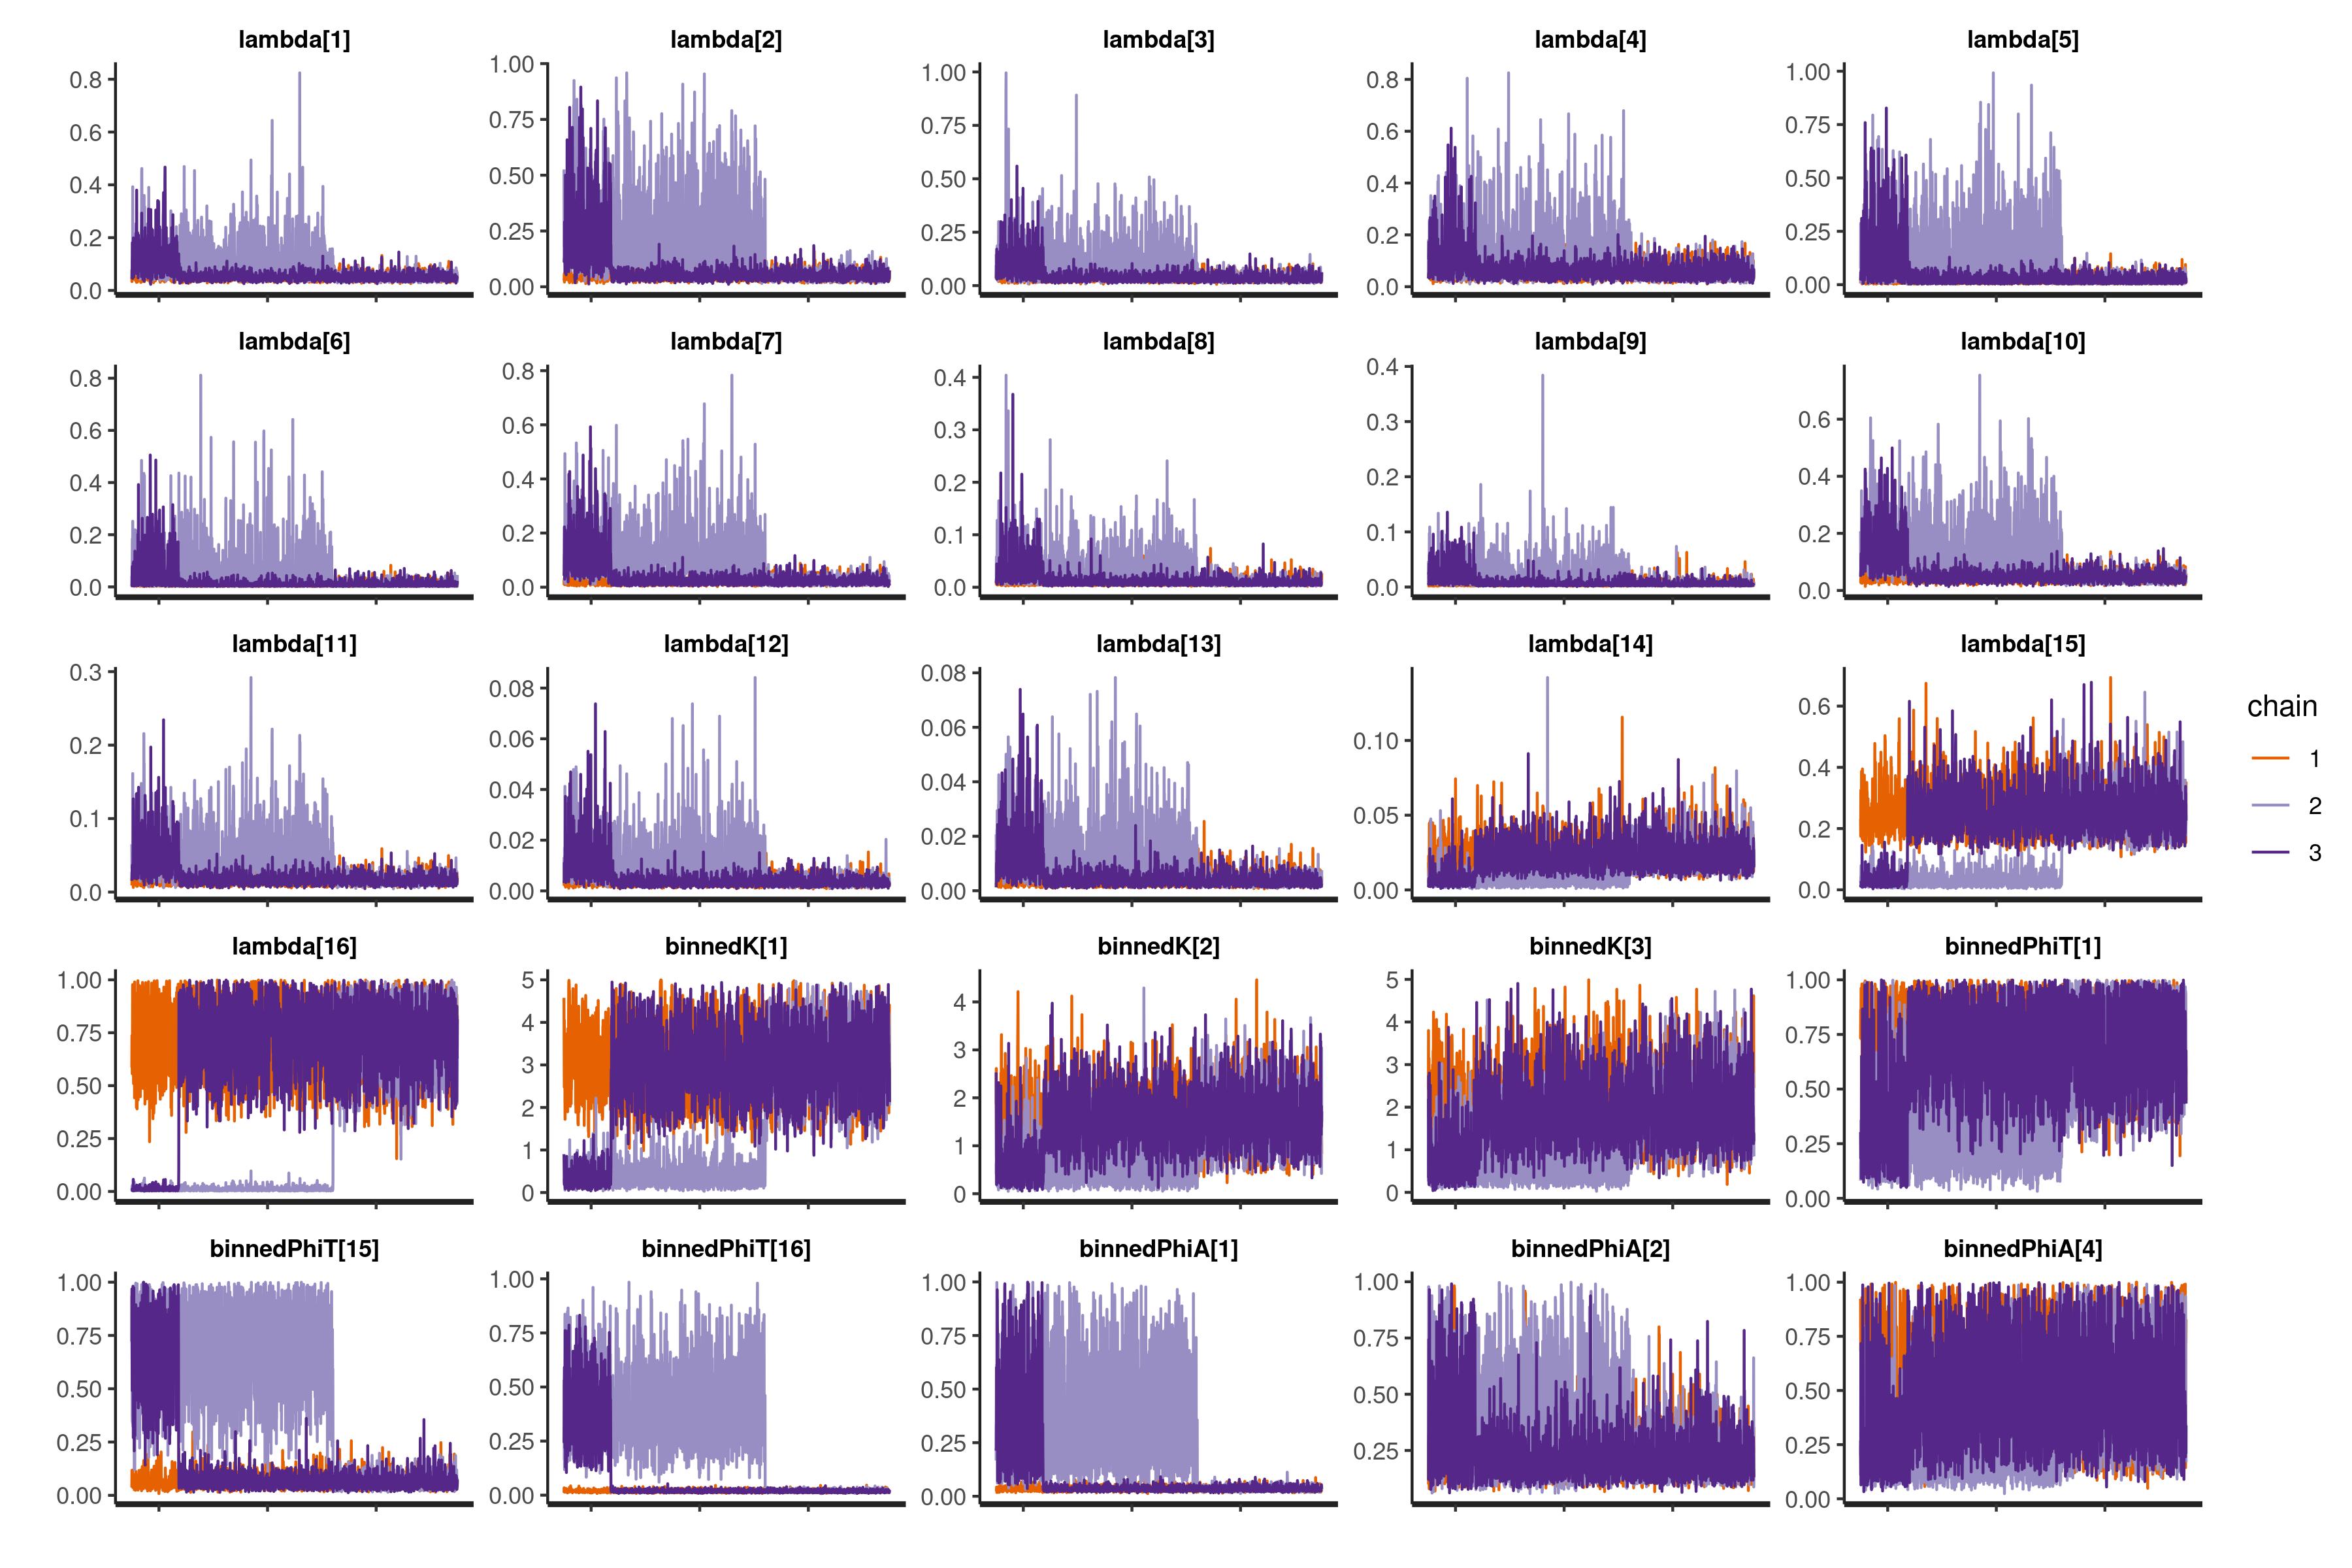 lambda[1] lambda[2] lambda[3] lambda[4] lambda[5]
0.8 0.6 0.4 0.2 0.0
1.00 0.75 0.50 0.25 0.00
1.00 0.75 0.50 0.25 0.00
0.8 0.6 0.4 0.2 0.0
1.00 0.75 0.50 0.25 0.00
lambda[6] lambda[7] lambda[8] lambda[9] lambda[10]
0.8 0.6 0.4 0.2 0.0
0.8 0.6 0.4 0.2 0.0
0.4 0.3 0.2 0.1 0.0
0.4 0.3 0.2 0.1 0.0
0.6 0.4 0.2 0.0
lambda[11] lambda[12] lambda[13] lambda[14] lambda[15]
0.3 0.2 0.1 0.0
0.08 0.06 0.04 0.02 0.00
0.08 0.06 0.04 0.02 0.00
0.10 0.05 0.00
0.6 0.4 0.2 0.0
lambda[16] binnedK[1] binnedK[2] binnedK[3] binnedPhiT[1]
1.00 0.75 0.50 0.25 0.00
5 4 3 2 1 0
4 3 2 1 0
5 4 3 2 1 0
1.00 0.75 0.50 0.25 0.00
binnedPhiT[15] binnedPhiT[16] binnedPhiA[1] binnedPhiA[2] binnedPhiA[4]
1.00 0.75 0.50 0.25 0.00
1.00 0.75 0.50 0.25 0.00
1.00 0.75 0.50 0.25 0.00
1.00 0.75 0.50 0.25
1.00 0.75 0.50 0.25 0.00
chain
1
2
3